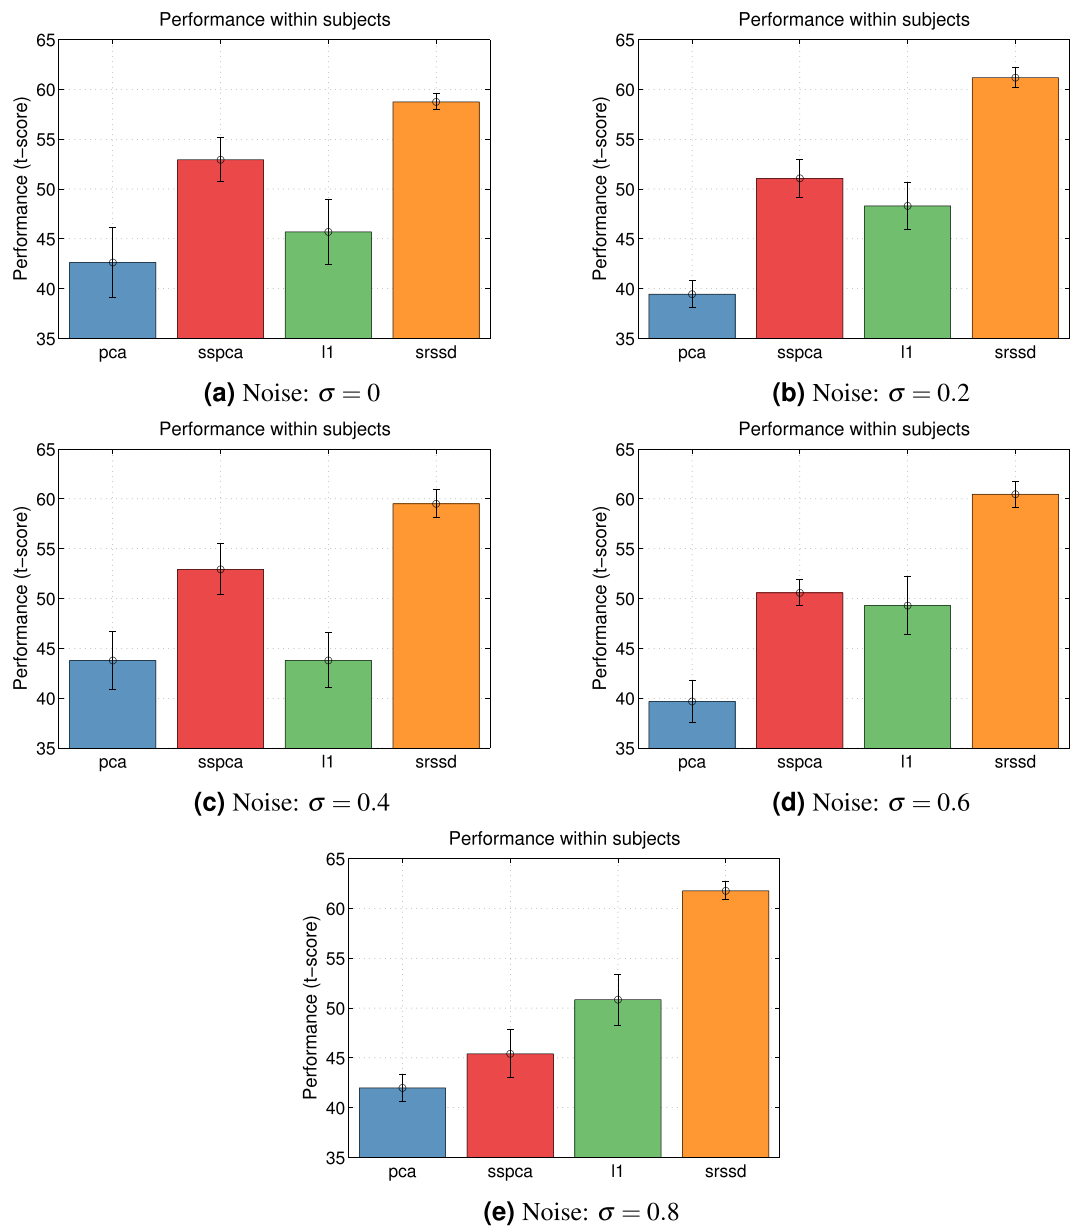 Performance within subjects
65
60
55
50
45
40
35
Performance (t−score)
pca sspca l1 srssd
(a) Noise: σ = 0
Performance within subjects
65
60
55
50
45
40
35
Performance (t−score)
pca sspca l1 srssd
(b) Noise: σ = 0.2
Performance within subjects
65
60
55
50
45
40
35
Performance (t−score)
pca sspca l1 srssd
(c) Noise: σ = 0.4
Performance within subjects
65
60
55
50
45
40
35
Performance (t−score)
pca sspca l1 srssd
(d) Noise: σ = 0.6
Performance within subjects
65
60
55
50
45
40
35
Performance (t−score)
pca sspca l1 srssd
(e) Noise: σ = 0.8